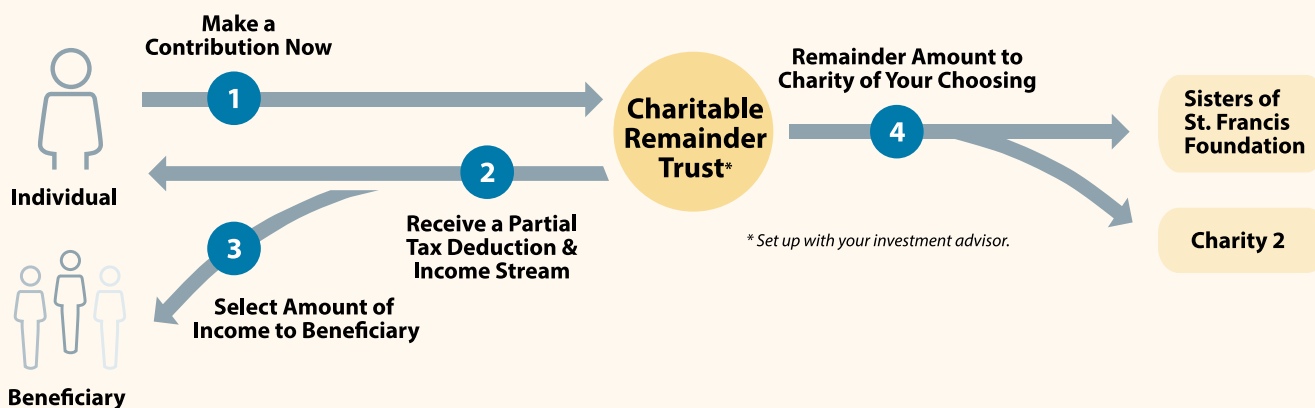 Make a
Contribution Now
1
Individual
2
Receive a Partial
Tax Deduction &
Income Stream
3
Select Amount of
Income to Beneficiary
Beneficiary
Charitable
Remainder
Trust*
Remainder Amount to
Charity of Your Choosing
4
* Set up with your investment advisor.
Sisters of
St. Francis
Foundation
Charity 2